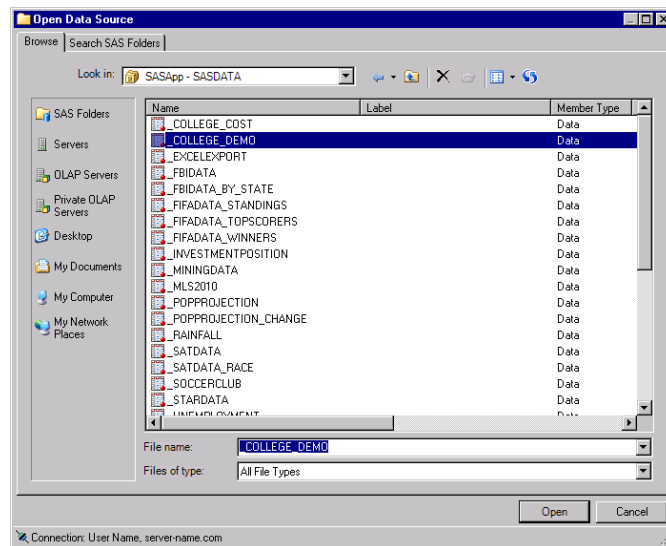 Open Data Source
Browse Search SAS Folders
Look in: SASApp - SASDATA
SAS Folders
Servers
OLAP Servers
Private OLAP
Servers
Desktop
My Documents
My Computer
My Network
Places
Name Label Member Type
_COLLEGE_COST Data
_COLLEGE_DEMO Data
_EXCELEXPORT Data
_FBIDATA Data
_FBIDATA_BY_STATE Data
_FIFADATA_STANDINGS Data
_FIFADATA_TOPSCORERS Data
_FIFADATA_WINNERS Data
_INVESTMENTPOSITION Data
_MININGDATA Data
_MLS2010 Data
_POPPROJECTION Data
_POPPROJECTION_CHANGE Data
_RAINFALL Data
_SATDATA Data
_SATDATA_RACE Data
_SOCCERCLUB Data
_STARDATA Data
_UNEMPLOYMENT Data
File name: _COLLEGE_DEMO
Files of type: All File Types
Open Cancel
Connection: User Name, server-name.com